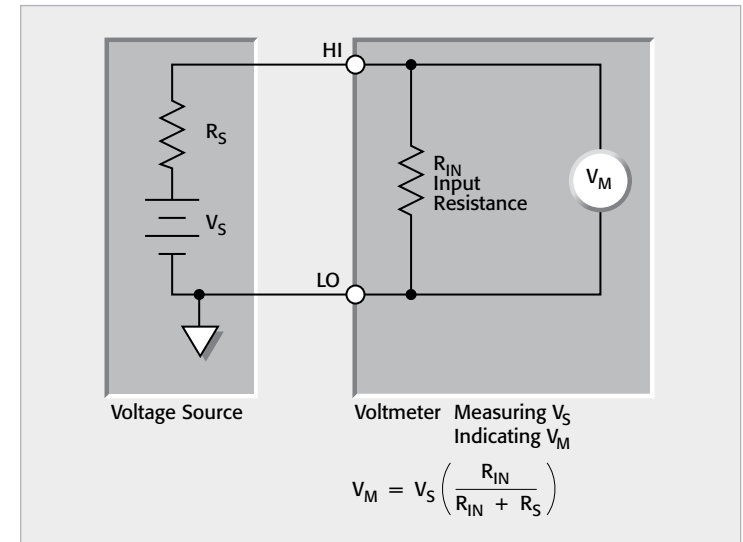 HI
R_S
R_IN
Input
Resistance
V_M
V_S
LO
Voltage Source
Voltmeter Measuring V_S
Indicating V_M
V_M = V_S ( R_IN / R_IN + R_S )